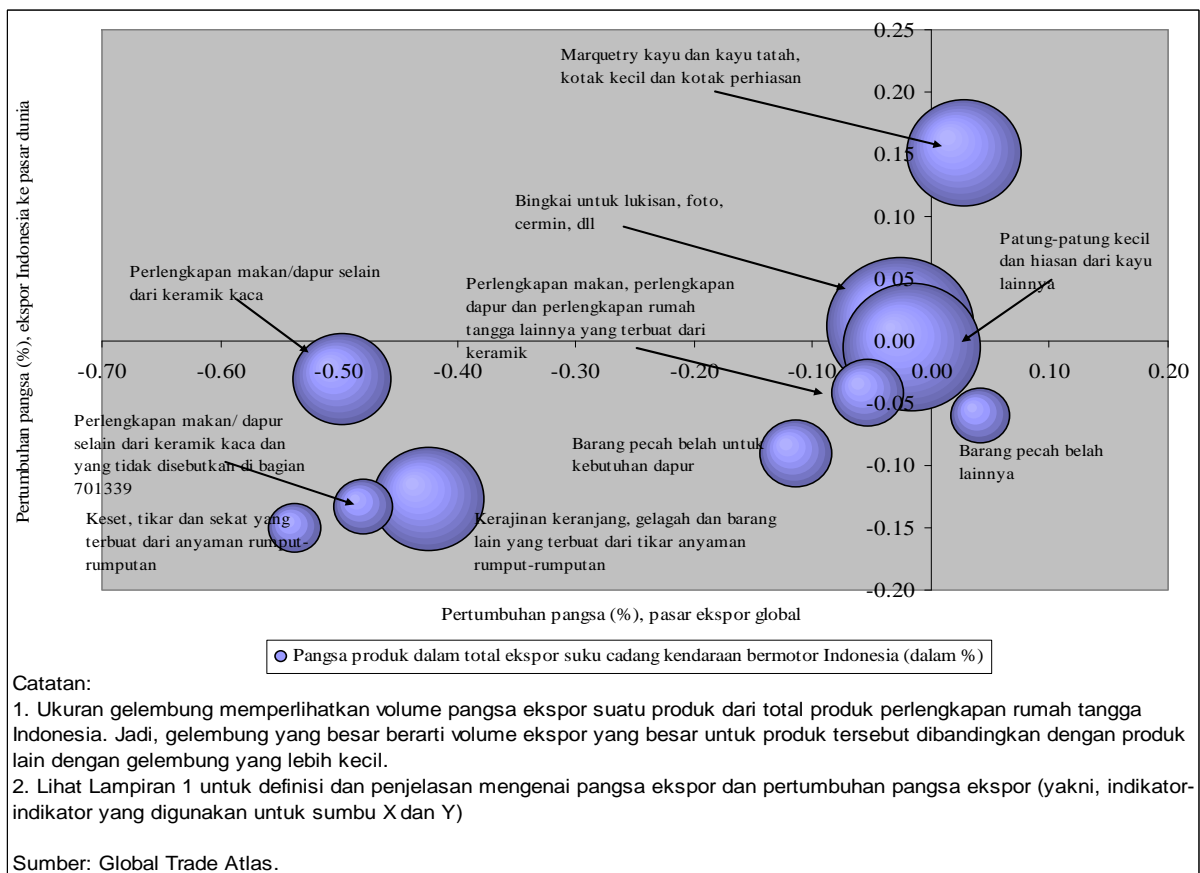 0.25
Marquetry kayu dan kayu tatah,
kotak kecil dan kotak perhiasan
0.20
0.15
Bingkai untuk lukisan, foto,
cermin, dll
0.10
Patung-patung kecil
dan hiasan dari kayu
lainnya
Perlengkapan makan/dapur selain
dari keramik kaca
Perlengkapan makan, perlengkapan
dapur dan perlengkapan rumah
tangga lainnya yang terbuat dari
keramik
0.05
0.00
-0.70 -0.60 -0.50 -0.40 -0.30 -0.20 -0.10 0.00 0.10 0.20
-0.05
Perlengkapan makan/ dapur
selain dari keramik kaca dan
yang tidak disebutkan di bagian
701339
Barang pecah belah untuk
kebutuhan dapur
Barang pecah belah
lainnya
-0.10
Keset, tikar dan sekat yang
terbuat dari anyaman rumput-
rumputan
Kerajinan keranjang, gelagah dan barang
lain yang terbuat dari tikar anyaman
rumput-rumputan
-0.15
-0.20
Pertumbuhan pangsa (%), ekspor Indonesia ke pasar dunia
Pertumbuhan pangsa (%), pasar ekspor global
Pangsa produk dalam total ekspor suku cadang kendaraan bermotor Indonesia (dalam %)
Catatan:
1. Ukuran gelembung memperlihatkan volume pangsa ekspor suatu produk dari total produk perlengkapan rumah tangga
Indonesia. Jadi, gelembung yang besar berarti volume ekspor yang besar untuk produk tersebut dibandingkan dengan produk
lain dengan gelembung yang lebih kecil.
2. Lihat Lampiran 1 untuk definisi dan penjelasan mengenai pangsa ekspor dan pertumbuhan pangsa ekspor (yakni, indikator-
indikator yang digunakan untuk sumbu X dan Y)
Sumber: Global Trade Atlas.